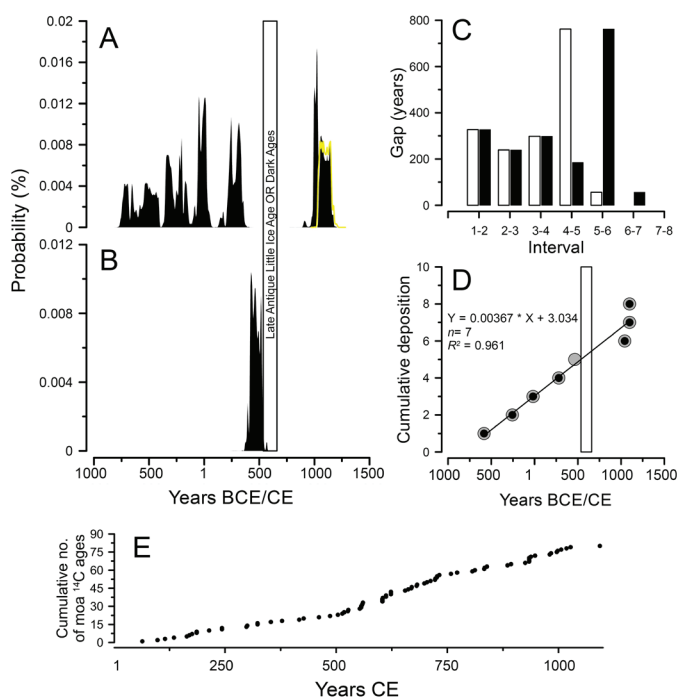 A
0.02
0.016
0.012
0.008
0.004
0
Late Antique Little Ice Age OR Dark Ages
Probability (%)
B
0.012
0.008
0.004
0
1000 500 1 500 1000 1500
Years BCE/CE
C
800
600
400
200
0
Gap (years)
1-2 2-3 3-4 4-5 5-6 6-7 7-8
Interval
D
10
8
6
4
2
0
Cumulative deposition
Y = 0.00367 * X + 3.034
n= 7
R² = 0.961
1000 500 1 500 1000 1500
Years BCE/CE
E
90
75
60
45
30
15
0
Cumulative no.
of moa ¹⁴C ages
1 250 500 750 1000
Years CE